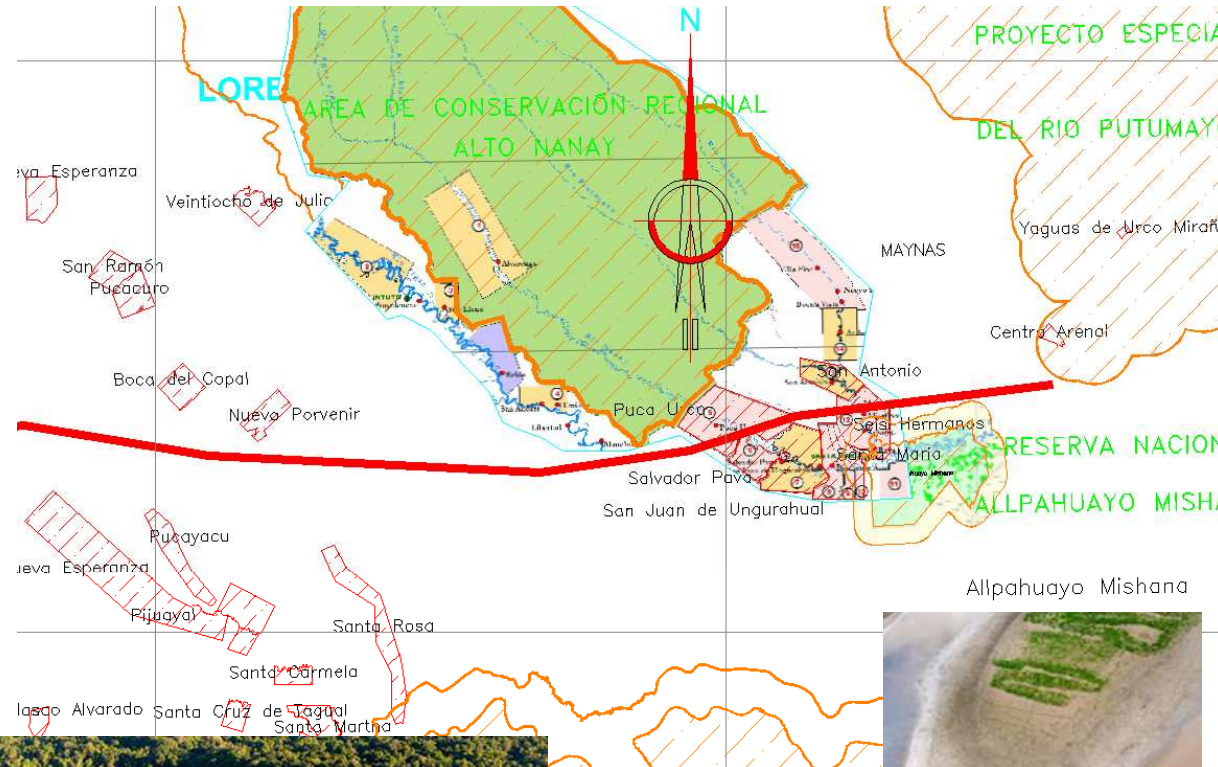 N
PROYECTO ESPECIA
LORE
AREA DE CONSERVACIÓN REGIONAL
ALTO NANAY
DEL RIO PUTUMAY
eva Esperanza
Veintiocho de Julio
Yaguas de Urco Mirañ
MAYNAS
San Ramón
Pucacuro
Centro Arenal
Boca del Copal
San Antonio
Nueva Porvenir
Puca Urco
Seis Hermanos
RESERVA NACION
Santa Maria
Salvador Pava
ALLPAHUAYO MISHA
San Juan de Ungurahual
Pucayacu
ueva Esperanza
Allpahuayo Mishana
Pijuayal
Santa Rosa
Santa Carmela
lasco Alvarado
Santa Cruz de Tagual
Santa Martha